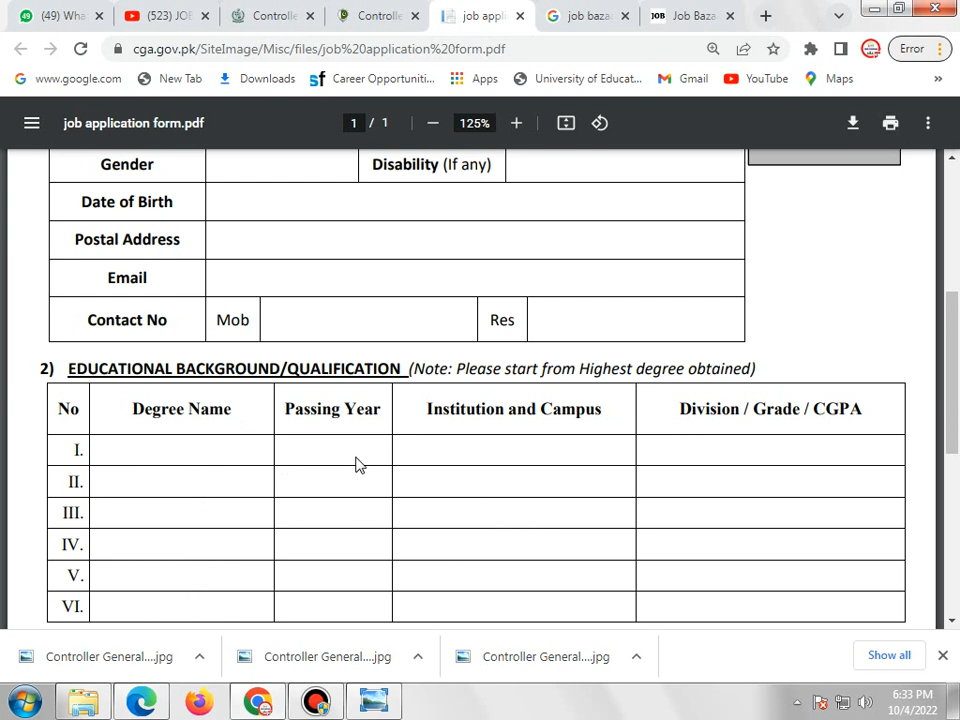 (49) Wha
(523) JOB
Controlle
Controlle
job appl
job baza
Job Baza
cga.gov.pk/SiteImage/Misc/files/job%20application%20form.pdf
Error
www.google.com
New Tab
Downloads
Career Opportuniti...
Apps
University of Educat...
Gmail
YouTube
Maps
»
job application form.pdf
1 / 1
125%
Gender
Disability (If any)
Date of Birth
Postal Address
Email
Contact No
Mob
Res
2) EDUCATIONAL BACKGROUND/QUALIFICATION (Note: Please start from Highest degree obtained)
No
Degree Name
Passing Year
Institution and Campus
Division / Grade / CGPA
I.
II.
III.
IV.
V.
VI.
Controller General....jpg
Controller General....jpg
Controller General....jpg
Show all
6:33 PM
10/4/2022